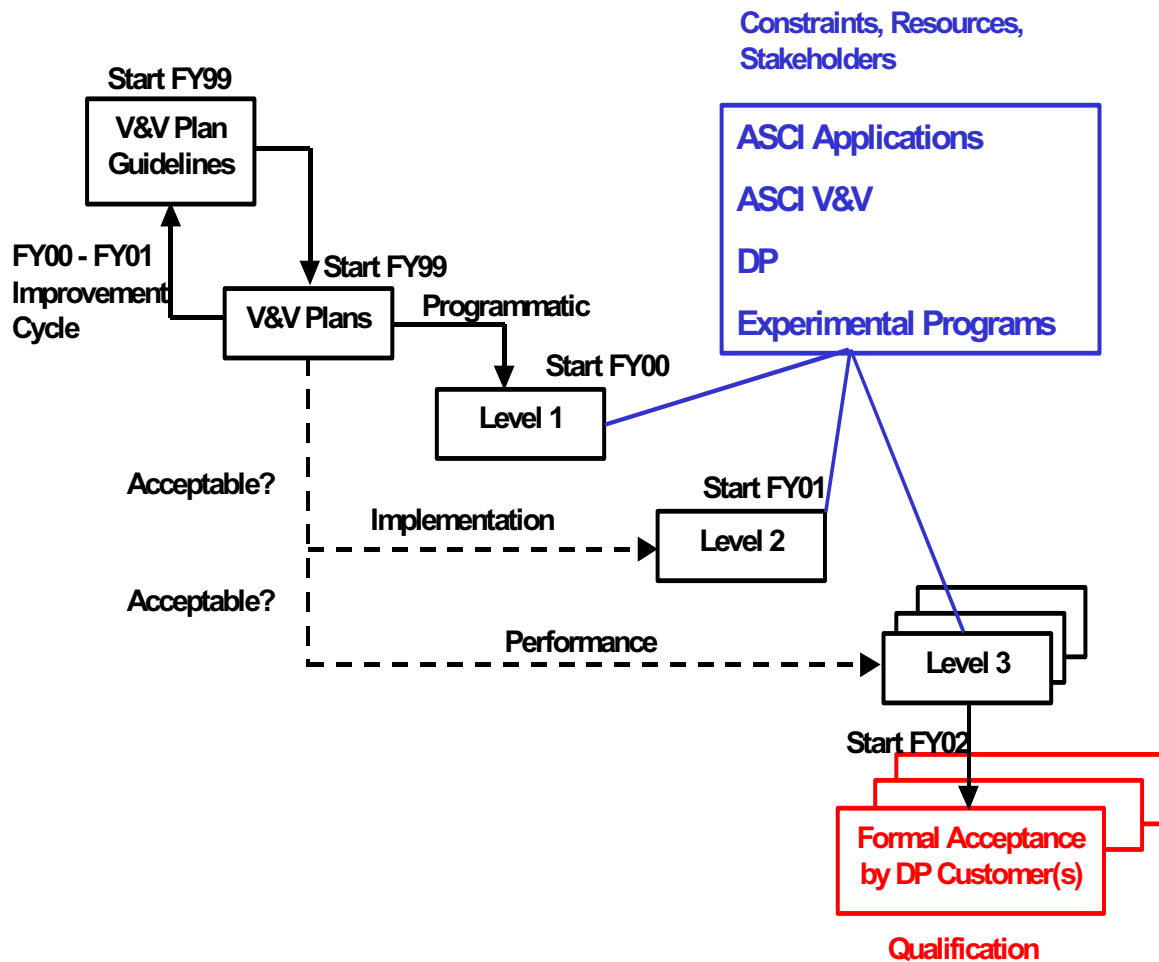 Constraints, Resources,
Stakeholders
Start FY99
V&V Plan
Guidelines
ASCI Applications
ASCI V&V
DP
Experimental Programs
FY00 - FY01
Improvement
Cycle
Start FY99
V&V Plans
Programmatic
Start FY00
Level 1
Acceptable?
Start FY01
Implementation
Level 2
Acceptable?
Performance
Level 3
Start FY02
Formal Acceptance
by DP Customer(s)
Qualification